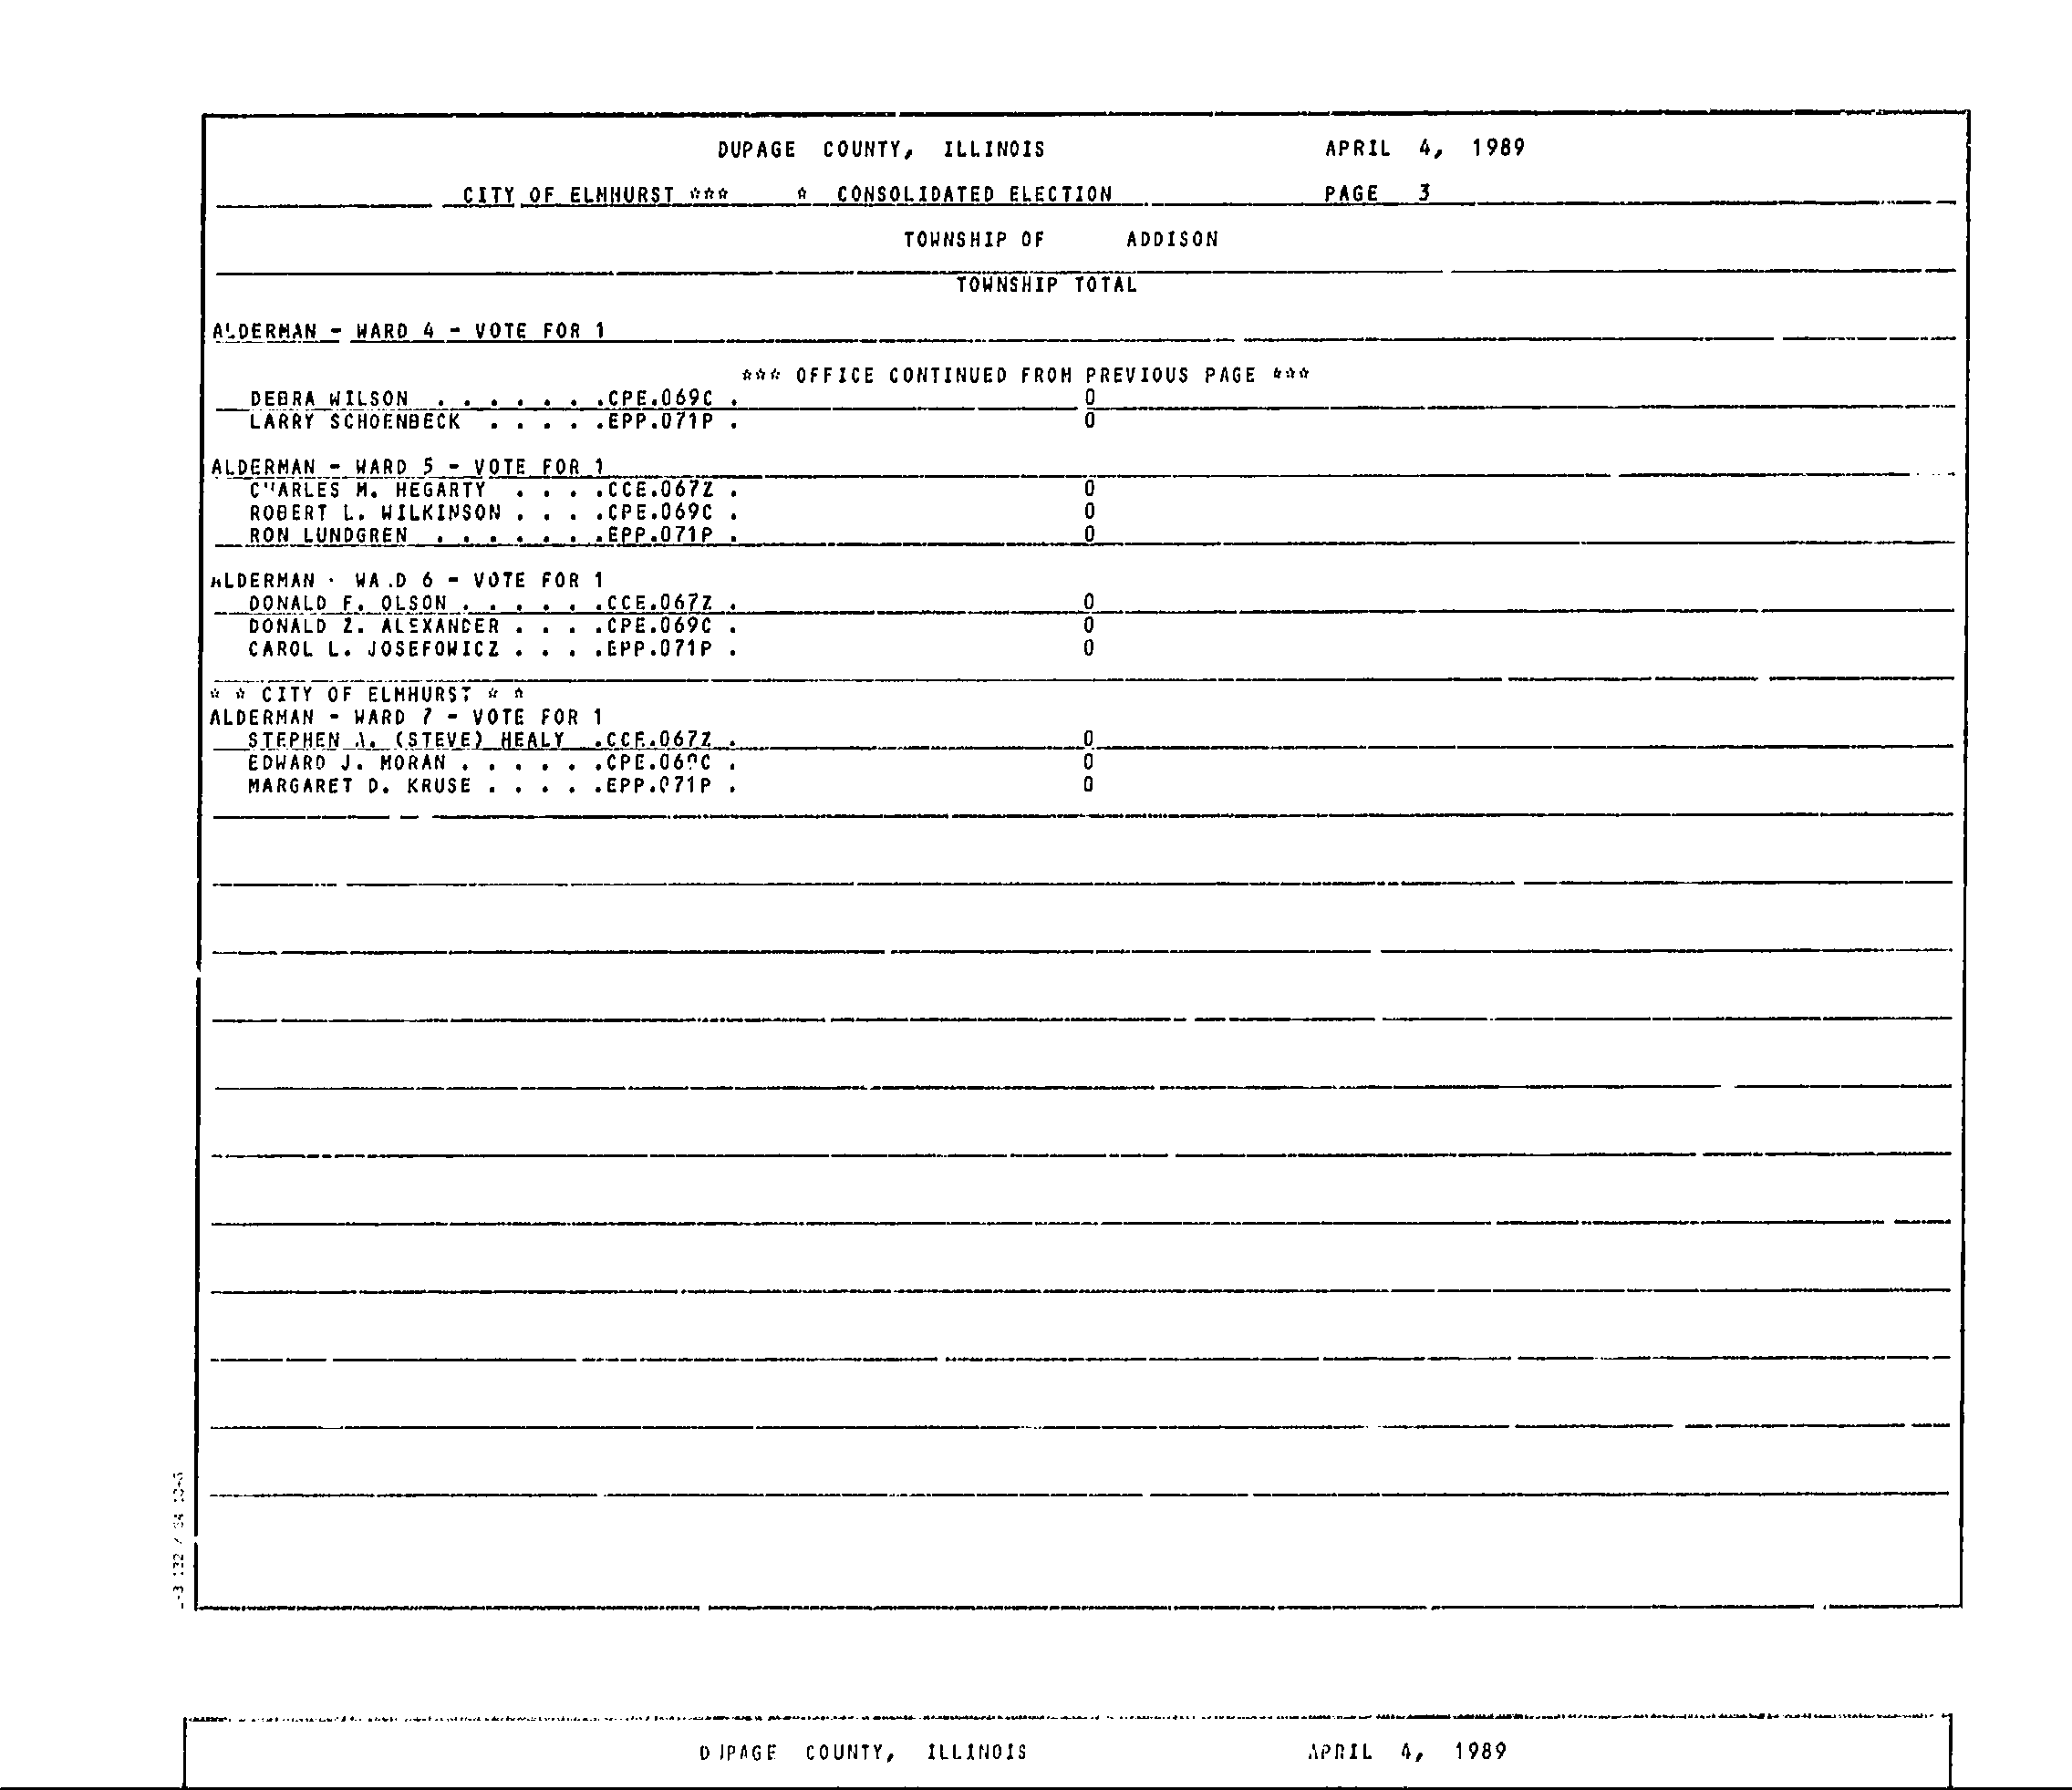 DUPAGE COUNTY, ILLINOIS APRIL 4, 1989
CITY OF ELMHURST *** * CONSOLIDATED ELECTION PAGE 3
TOWNSHIP OF ADDISON
TOWNSHIP TOTAL
ALDERMAN - WARD 4 - VOTE FOR 1
*** OFFICE CONTINUED FROM PREVIOUS PAGE ***
DEBRA WILSON . . . . . . .CPE.069C . 0
LARRY SCHOENBECK . . . . .EPP.071P . 0
ALDERMAN - WARD 5 - VOTE FOR 1
CHARLES M. HEGARTY . . . .CCE.067Z . 0
ROBERT L. WILKINSON . . . .CPE.069C . 0
RON LUNDGREN . . . . . . .EPP.071P . 0
ALDERMAN - WARD 6 - VOTE FOR 1
DONALD F. OLSON . . . . . .CCE.067Z . 0
DONALD Z. ALEXANDER . . . .CPE.069C . 0
CAROL L. JOSEFOWICZ . . . .EPP.071P . 0
* * CITY OF ELMHURST * *
ALDERMAN - WARD 7 - VOTE FOR 1
STEPHEN A. (STEVE) HEALY .CCE.067Z . 0
EDWARD J. MORAN . . . . . .CPE.069C . 0
MARGARET D. KRUSE . . . . .EPP.071P . 0
DUPAGE COUNTY, ILLINOIS APRIL 4, 1989